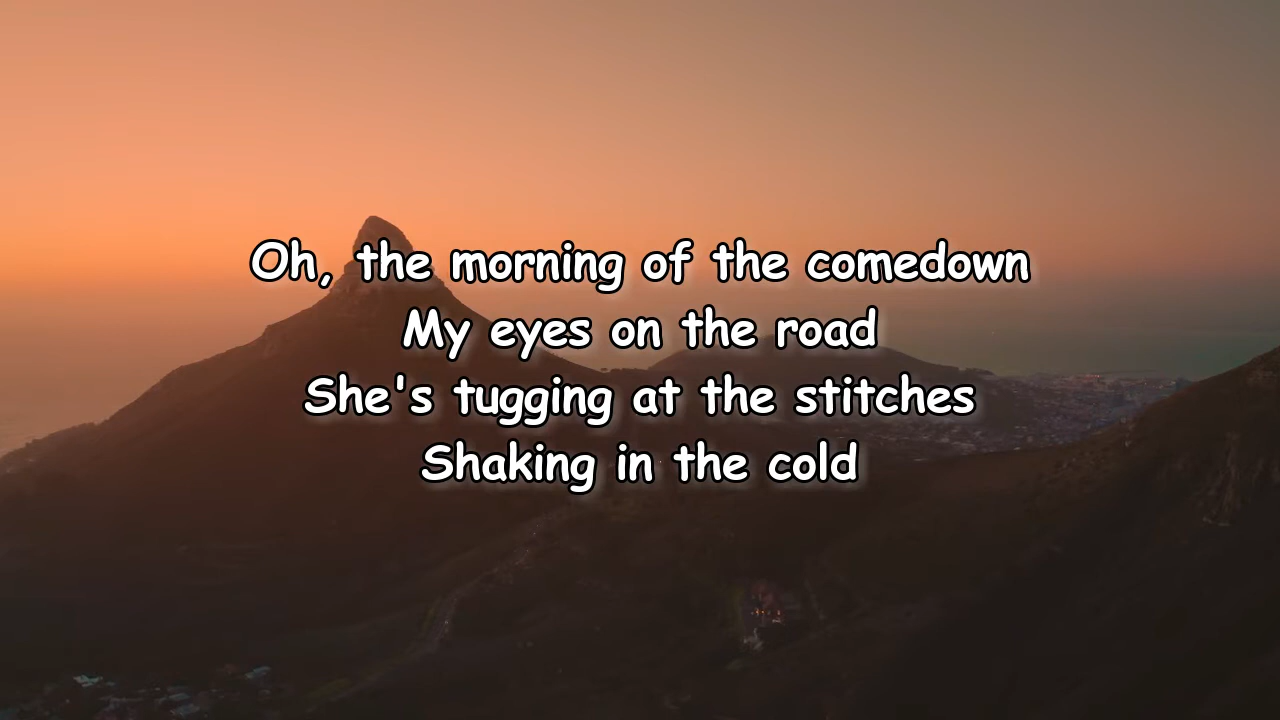 Oh, the morning of the comedown
My eyes on the road
She's tugging at the stitches
Shaking in the cold